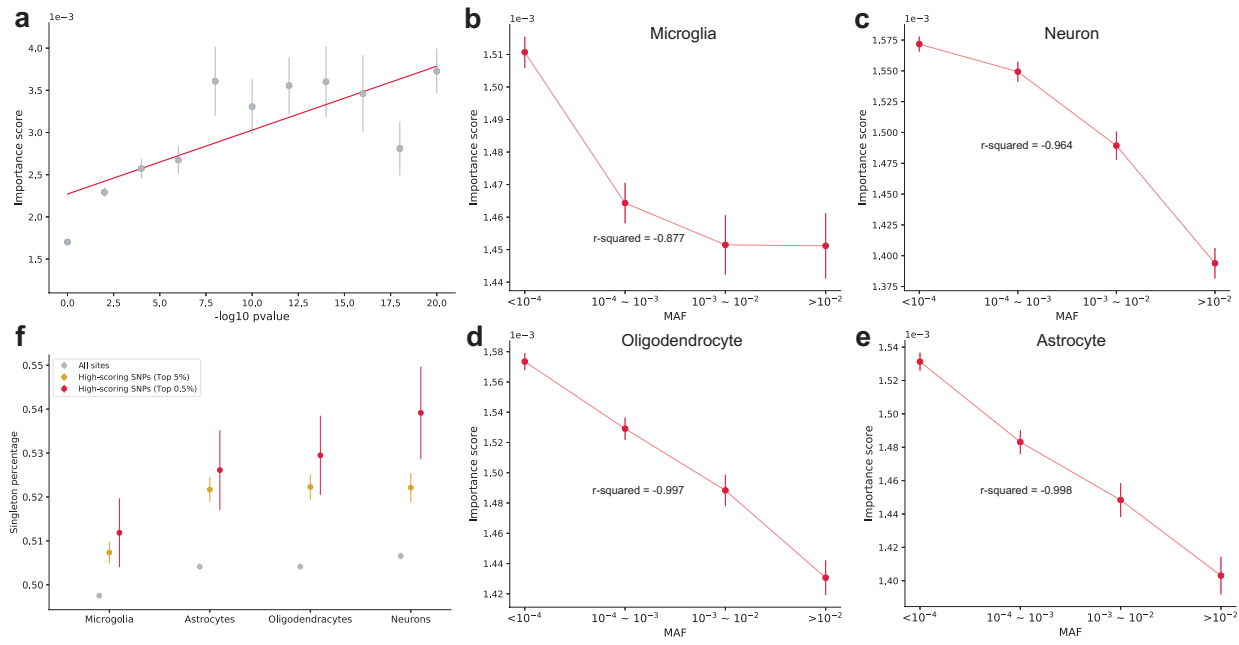 a
1e−3
4.0
3.5
3.0
2.5
2.0
1.5
Importance score
0,0
2,5
5,0
7,5
10,0
12,5
15,0
17,5
20,0
-log10 pvalue
b
1e−3
Microglia
1.51
1.50
1.49
1.48
1.47
1.46
1.45
1.44
Importance score
r-squared = -0.877
<10⁻⁴
10⁻⁴ ~ 10⁻³
10⁻³ ~ 10⁻²
>10⁻²
MAF
c
1e−3
Neuron
1,575
1,550
1,525
1,500
1,475
1,450
1,425
1,400
1,375
Importance score
r-squared = -0.964
<10⁻⁴
10⁻⁴ ~ 10⁻³
10⁻³ ~ 10⁻²
>10⁻²
MAF
f
All sites
High-scoring SNPs (Top 5%)
High-scoring SNPs (Top 0.5%)
0.55
0.54
0.53
0.52
0.51
0.50
Singleton percentage
Microgolia
Astrocytes
Oligodendracytes
Neurons
d
1e−3
Oligodendrocyte
1.58
1.56
1.54
1.52
1.50
1.48
1.46
1.44
1.42
Importance score
r-squared = -0.997
<10⁻⁴
10⁻⁴ ~ 10⁻³
10⁻³ ~ 10⁻²
>10⁻²
MAF
e
1e−3
Astrocyte
1.54
1.52
1.50
1.48
1.46
1.44
1.42
1.40
Importance score
r-squared = -0.998
<10⁻⁴
10⁻⁴ ~ 10⁻³
10⁻³ ~ 10⁻²
>10⁻²
MAF